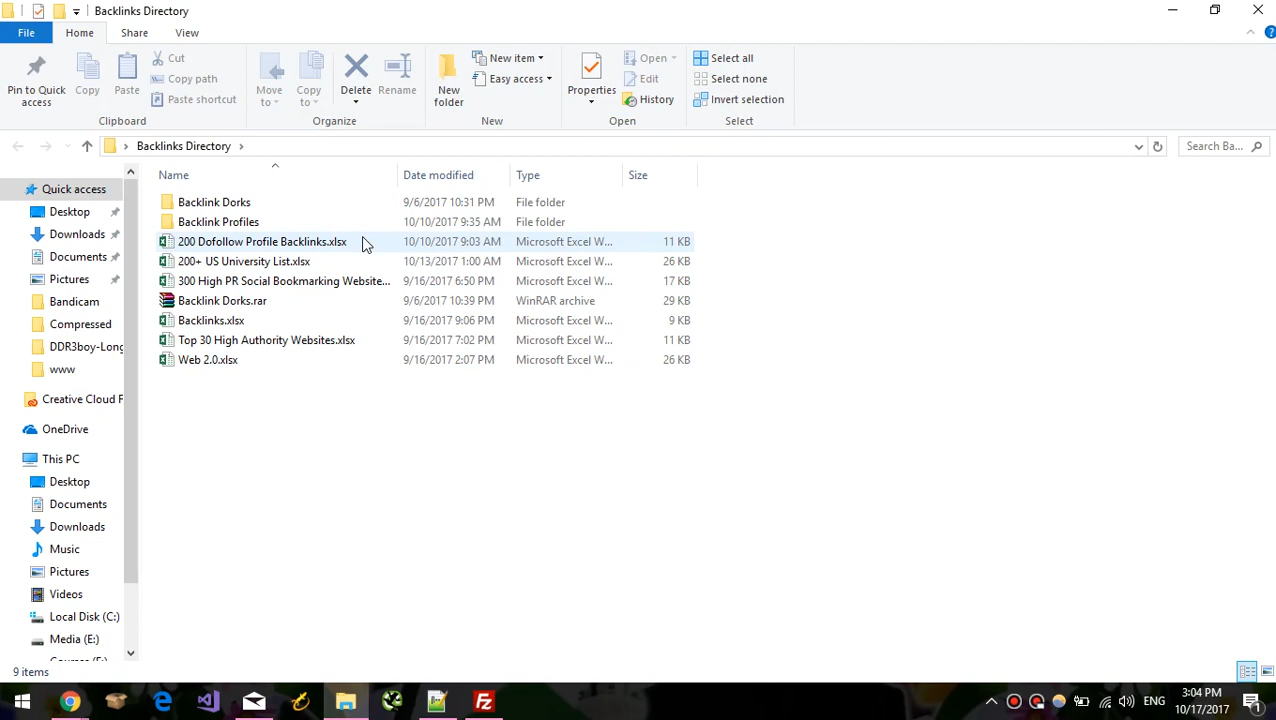 Backlinks Directory
File Home Share View
Pin to Quick access
Copy
Paste
Cut
Copy path
Paste shortcut
Clipboard
Move to
Copy to
Delete
Rename
Organize
New folder
New item
Easy access
New
Properties
Open
Edit
History
Open
Select all
Select none
Invert selection
Select
Backlinks Directory
Search Ba...
Name Date modified Type Size
Backlink Dorks 9/6/2017 10:31 PM File folder
Backlink Profiles 10/10/2017 9:35 AM File folder
200 Dofollow Profile Backlinks.xlsx 10/10/2017 9:03 AM Microsoft Excel W... 11 KB
200+ US University List.xlsx 10/13/2017 1:00 AM Microsoft Excel W... 26 KB
300 High PR Social Bookmarking Website... 9/16/2017 6:50 PM Microsoft Excel W... 17 KB
Backlink Dorks.rar 9/6/2017 10:39 PM WinRAR archive 29 KB
Backlinks.xlsx 9/16/2017 9:06 PM Microsoft Excel W... 9 KB
Top 30 High Authority Websites.xlsx 9/16/2017 7:02 PM Microsoft Excel W... 11 KB
Web 2.0.xlsx 9/16/2017 2:07 PM Microsoft Excel W... 26 KB
Quick access
Desktop
Downloads
Documents
Pictures
Bandicam
Compressed
DDR3boy-Long
www
Creative Cloud F
OneDrive
This PC
Desktop
Documents
Downloads
Music
Pictures
Videos
Local Disk (C:)
Media (E:)
9 items
ENG
3:04 PM
10/17/2017
1